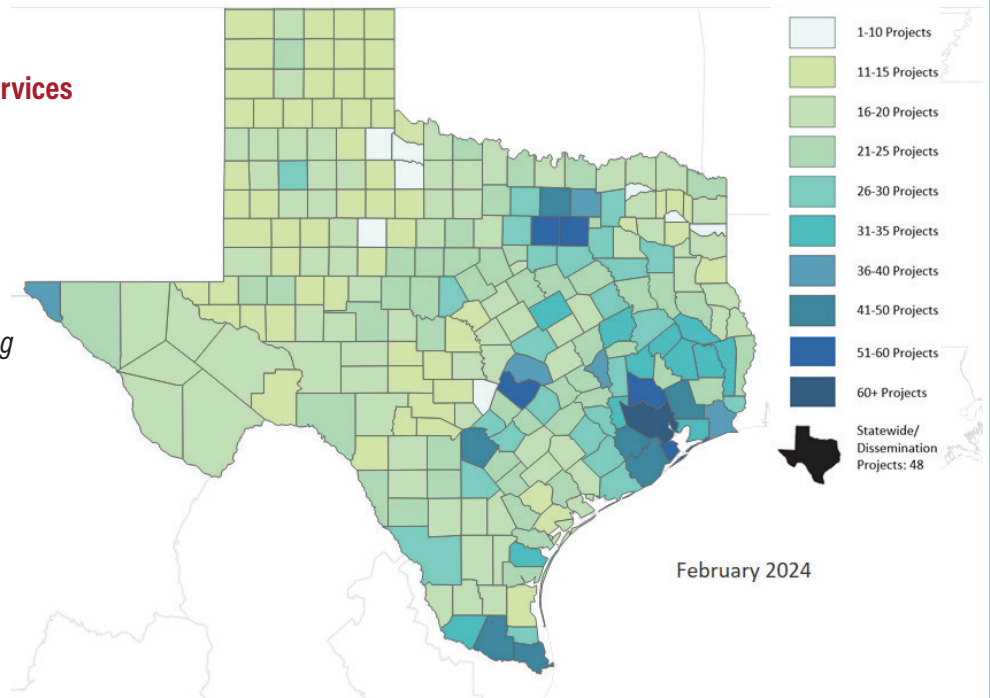 rvices
g
1-10 Projects
11-15 Projects
16-20 Projects
21-25 Projects
26-30 Projects
31-35 Projects
36-40 Projects
41-50 Projects
51-60 Projects
60+ Projects
Statewide/
Dissemination
Projects: 48
February 2024